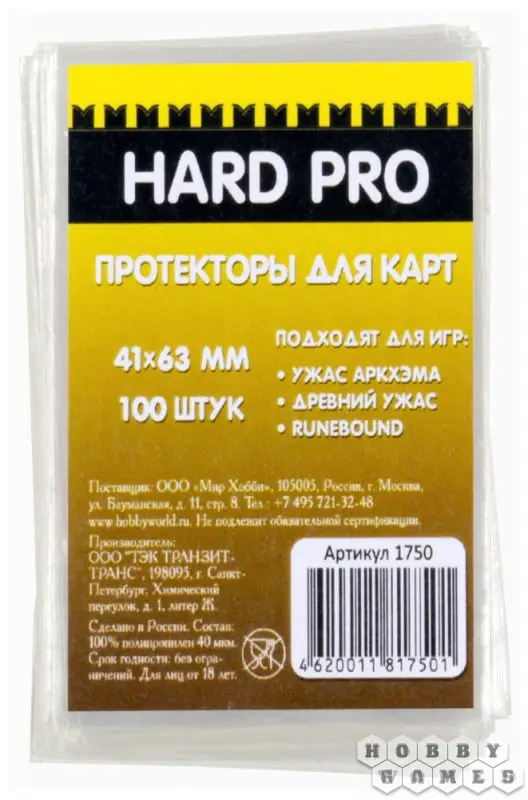 HARD PRO
ПРОТЕКТОРЫ ДЛЯ КАРТ
41×63 ММ
100 ШТУК
ПОДХОДЯТ ДЛЯ ИГР:
• УЖАС АРКХЭМА
• ДРЕВНИЙ УЖАС
• RUNEBOUND
Поставщик: ООО «Мир Хобби», 105005, Россия, г. Москва,
ул. Бауманская, д. 11, стр. 8. Тел.: +7 495 721-32-48
www.hobbyworld.ru. Не подлежит обязательной сертификации.
Производитель:
ООО "ТЭК ТРАНЗИТ-
ТРАНС", 198095, г. Санкт-
Петербург, Химический
переулок, д. 1, литер Ж.
Сделано в России. Состав:
100% полипропилен 40 мкм.
Срок годности: без огра-
ничений. Для лиц от 18 лет.
Артикул 1750
4 620011 817501
HOBBY
GAMES